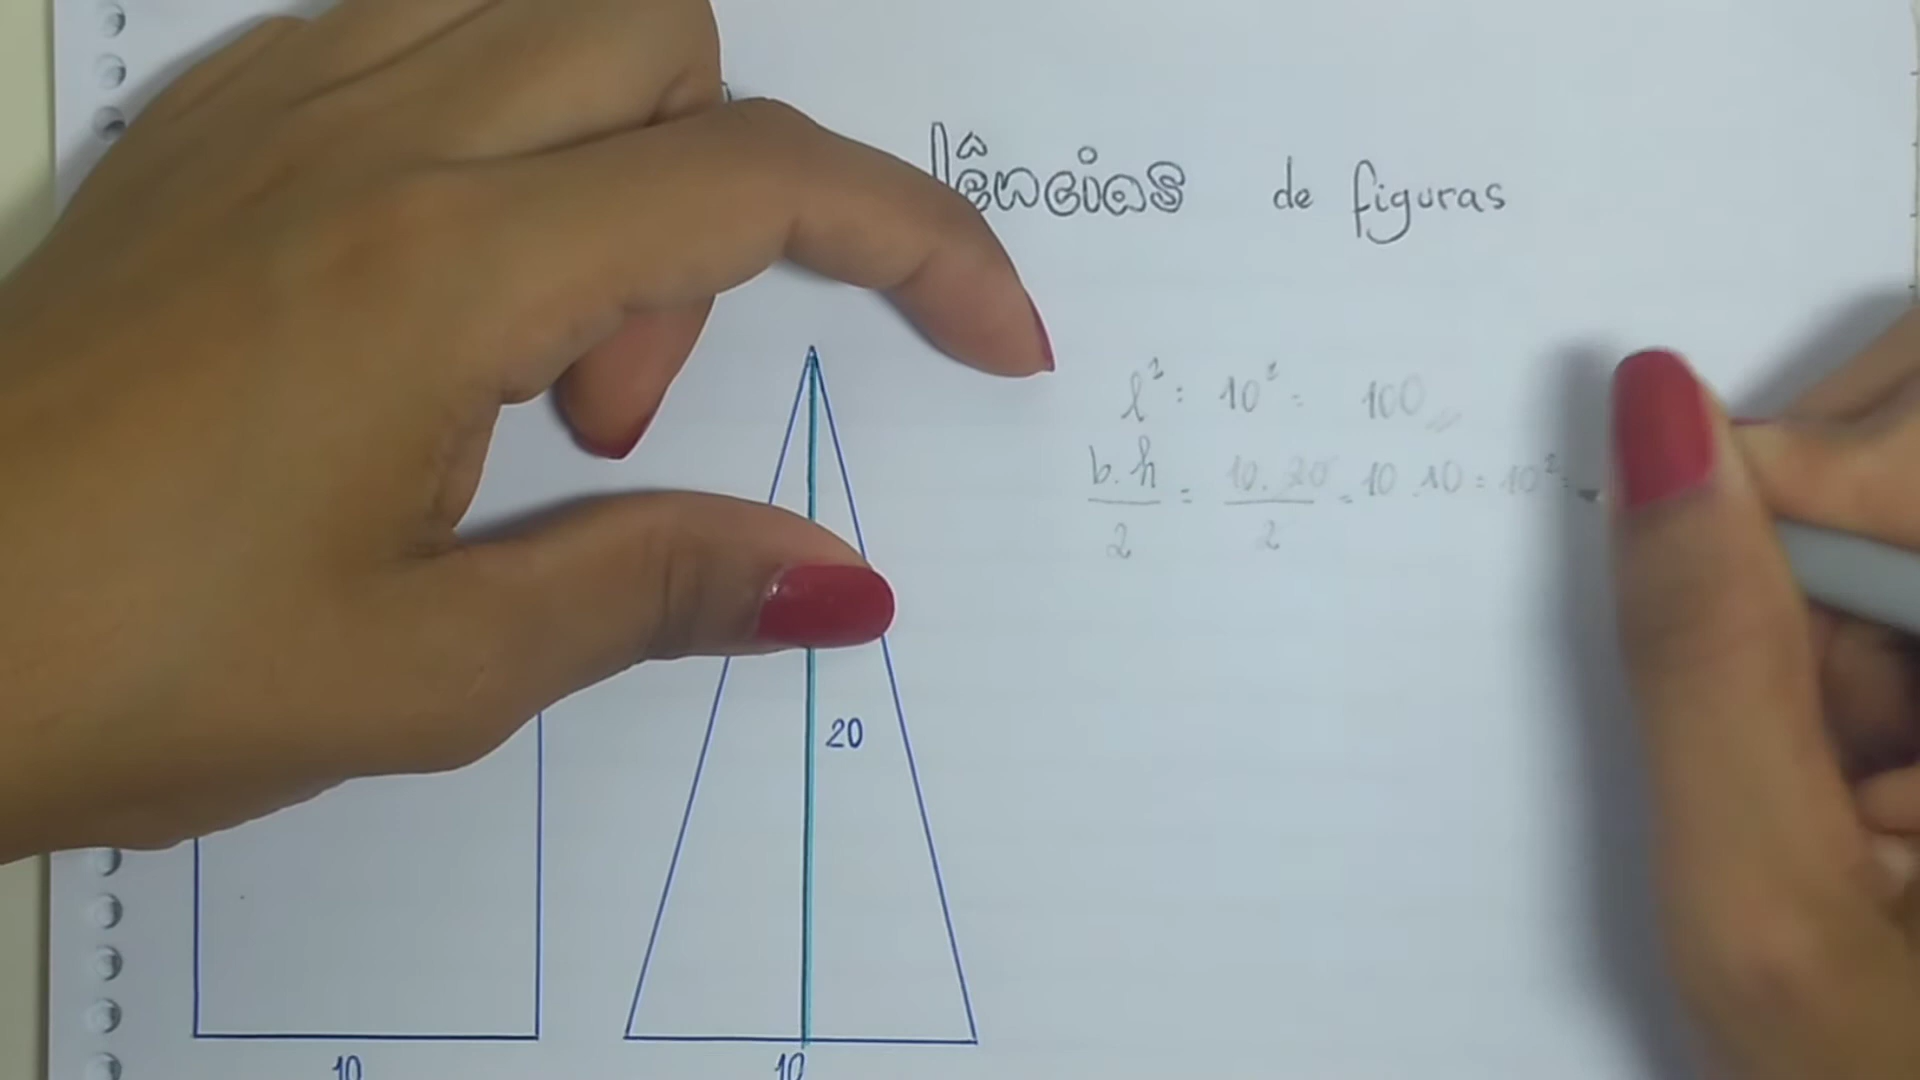 lências de figuras
l² = 10² = 100
b.h/2 = 10.20/2 = 10.10 = 10² =
20
10
10